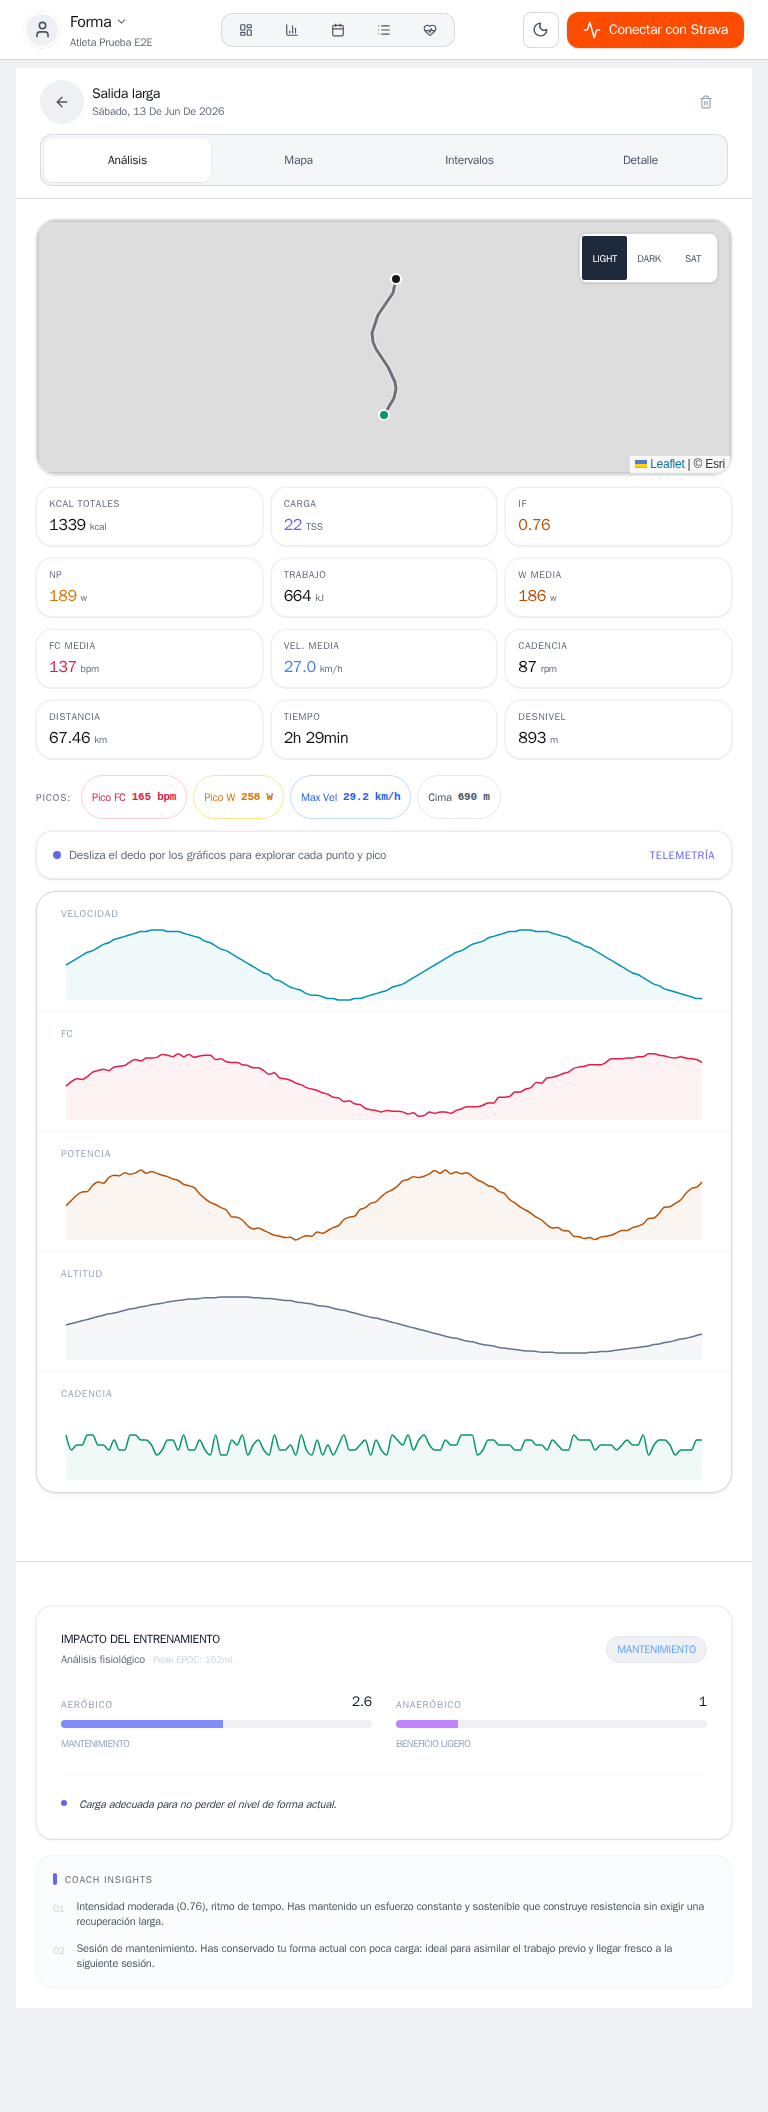 Forma
Atleta Prueba E2E
Conectar con Strava
Salida larga
Sábado, 13 De Jun De 2026
Análisis
Mapa
Intervalos
Detalle
LIGHT
DARK
SAT
Leaflet | © Esri
KCAL TOTALES
1339 kcal
CARGA
22 TSS
IF
0.76
NP
189 w
TRABAJO
664 kJ
W MEDIA
186 w
FC MEDIA
137 bpm
VEL. MEDIA
27.0 km/h
CADENCIA
87 rpm
DISTANCIA
67.46 km
TIEMPO
2h 29min
DESNIVEL
893 m
PICOS:
Pico FC 165 bpm
Pico W 258 W
Max Vel 29.2 km/h
Cima 690 m
Desliza el dedo por los gráficos para explorar cada punto y pico
TELEMETRÍA
VELOCIDAD
FC
POTENCIA
ALTITUD
CADENCIA
IMPACTO DEL ENTRENAMIENTO
Análisis fisiológico Peak EPOC: 162ml
MANTENIMIENTO
AERÓBICO 2.6
MANTENIMIENTO
ANAERÓBICO 1
BENEFICIO LIGERO
Carga adecuada para no perder el nivel de forma actual.
COACH INSIGHTS
01 Intensidad moderada (0.76), ritmo de tempo. Has mantenido un esfuerzo constante y sostenible que construye resistencia sin exigir una
recuperación larga.
02 Sesión de mantenimiento. Has conservado tu forma actual con poca carga: ideal para asimilar el trabajo previo y llegar fresco a la
siguiente sesión.